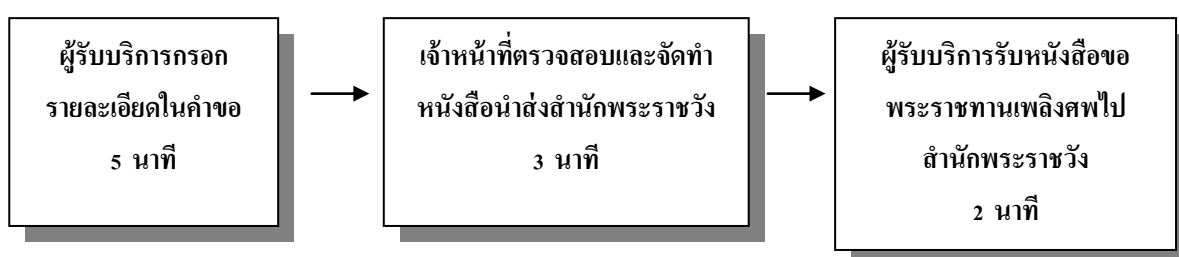 ผู้รับบริการกรอก
รายละเอียดในคำขอ
5 นาที
เจ้าหน้าที่ตรวจสอบและจัดทำ
หนังสือนำส่งสำนักพระราชวัง
3 นาที
ผู้รับบริการรับหนังสือขอ
พระราชทานเพลิงศพไป
สำนักพระราชวัง
2 นาที